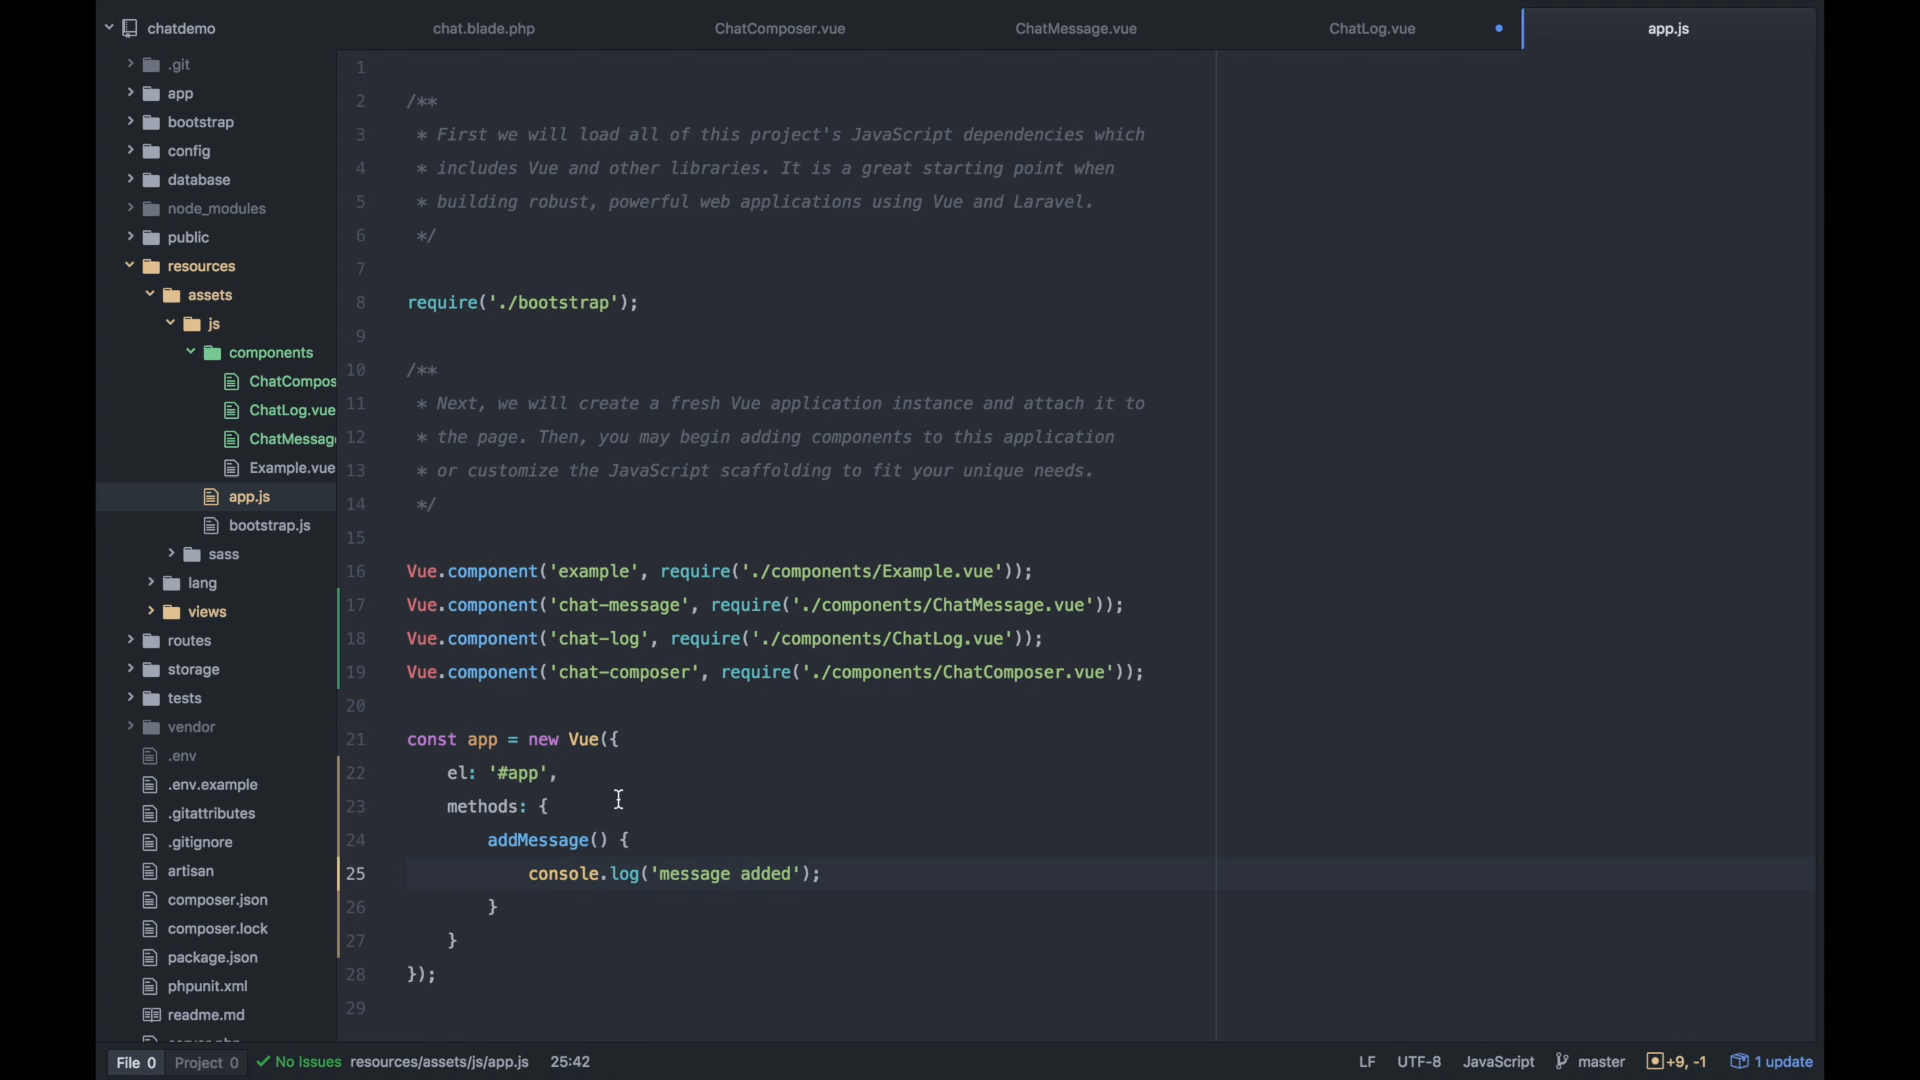 chatdemo
chat.blade.php
ChatComposer.vue
ChatMessage.vue
ChatLog.vue
app.js
.git
app
bootstrap
config
database
node_modules
public
resources
assets
js
components
ChatCompos
ChatLog.vue
ChatMessag
Example.vue
app.js
bootstrap.js
sass
lang
views
routes
storage
tests
vendor
.env
.env.example
.gitattributes
.gitignore
artisan
composer.json
composer.lock
package.json
phpunit.xml
readme.md
1
2 /**
3 * First we will load all of this project's JavaScript dependencies which
4 * includes Vue and other libraries. It is a great starting point when
5 * building robust, powerful web applications using Vue and Laravel.
6 */
7
8 require('./bootstrap');
9
10 /**
11 * Next, we will create a fresh Vue application instance and attach it to
12 * the page. Then, you may begin adding components to this application
13 * or customize the JavaScript scaffolding to fit your unique needs.
14 */
15
16 Vue.component('example', require('./components/Example.vue'));
17 Vue.component('chat-message', require('./components/ChatMessage.vue'));
18 Vue.component('chat-log', require('./components/ChatLog.vue'));
19 Vue.component('chat-composer', require('./components/ChatComposer.vue'));
20
21 const app = new Vue({
22 el: '#app',
23 methods: {
24 addMessage() {
25 console.log('message added');
26 }
27 }
28 });
29
File 0 Project 0 No Issues resources/assets/js/app.js 25:42 LF UTF-8 JavaScript master +9, -1 1 update